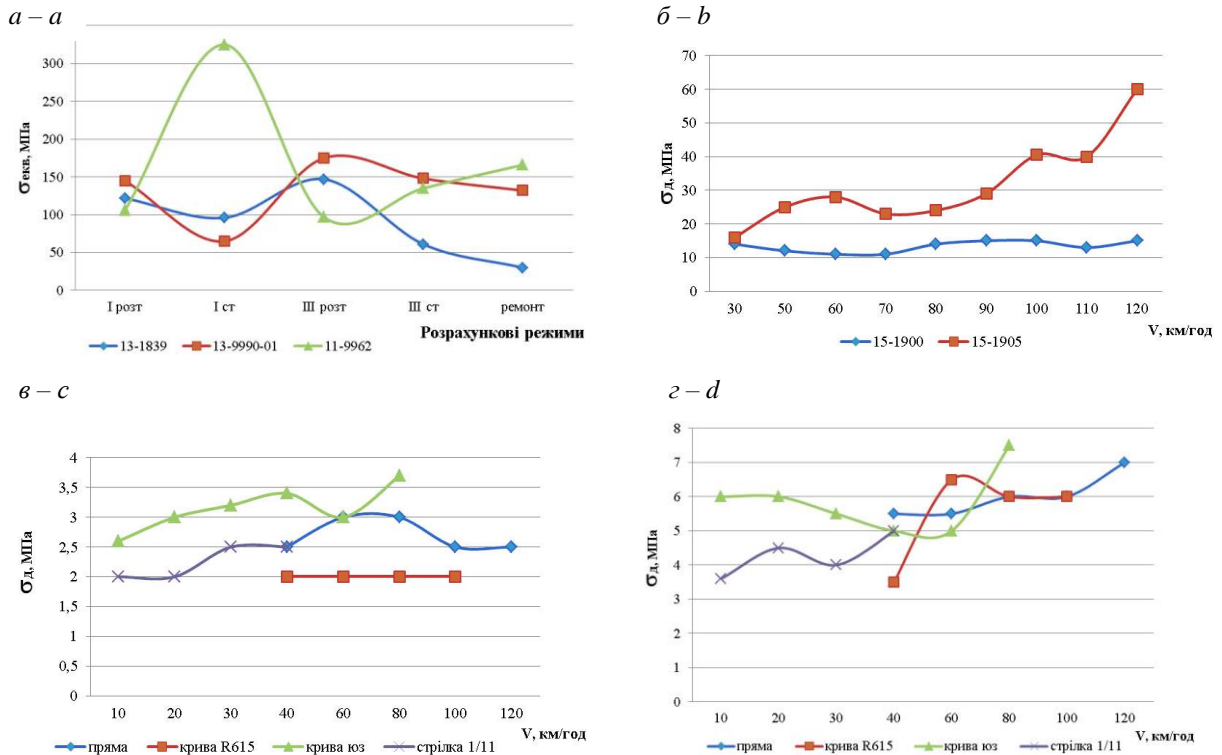 а – a
300
250
200
150
100
50
0
σекв, МПа
І розт
І ст
ІІІ розт
ІІІ ст
ремонт
Розрахункові режими
13-1839
13-9990-01
11-9962
б – b
70
60
50
40
30
20
10
0
σД, МПа
30
50
60
70
80
90
100
110
120
V, км/год
15-1900
15-1905
в – c
4
3,5
3
2,5
2
1,5
1
0,5
0
σД, МПа
10
20
30
40
60
80
100
120
V, км/год
пряма
крива R615
крива юз
стрілка 1/11
г – d
8
7
6
5
4
3
2
1
0
σД, МПа
10
20
30
40
60
80
100
120
V, км/год
пряма
крива R615
крива юз
стрілка 1/11